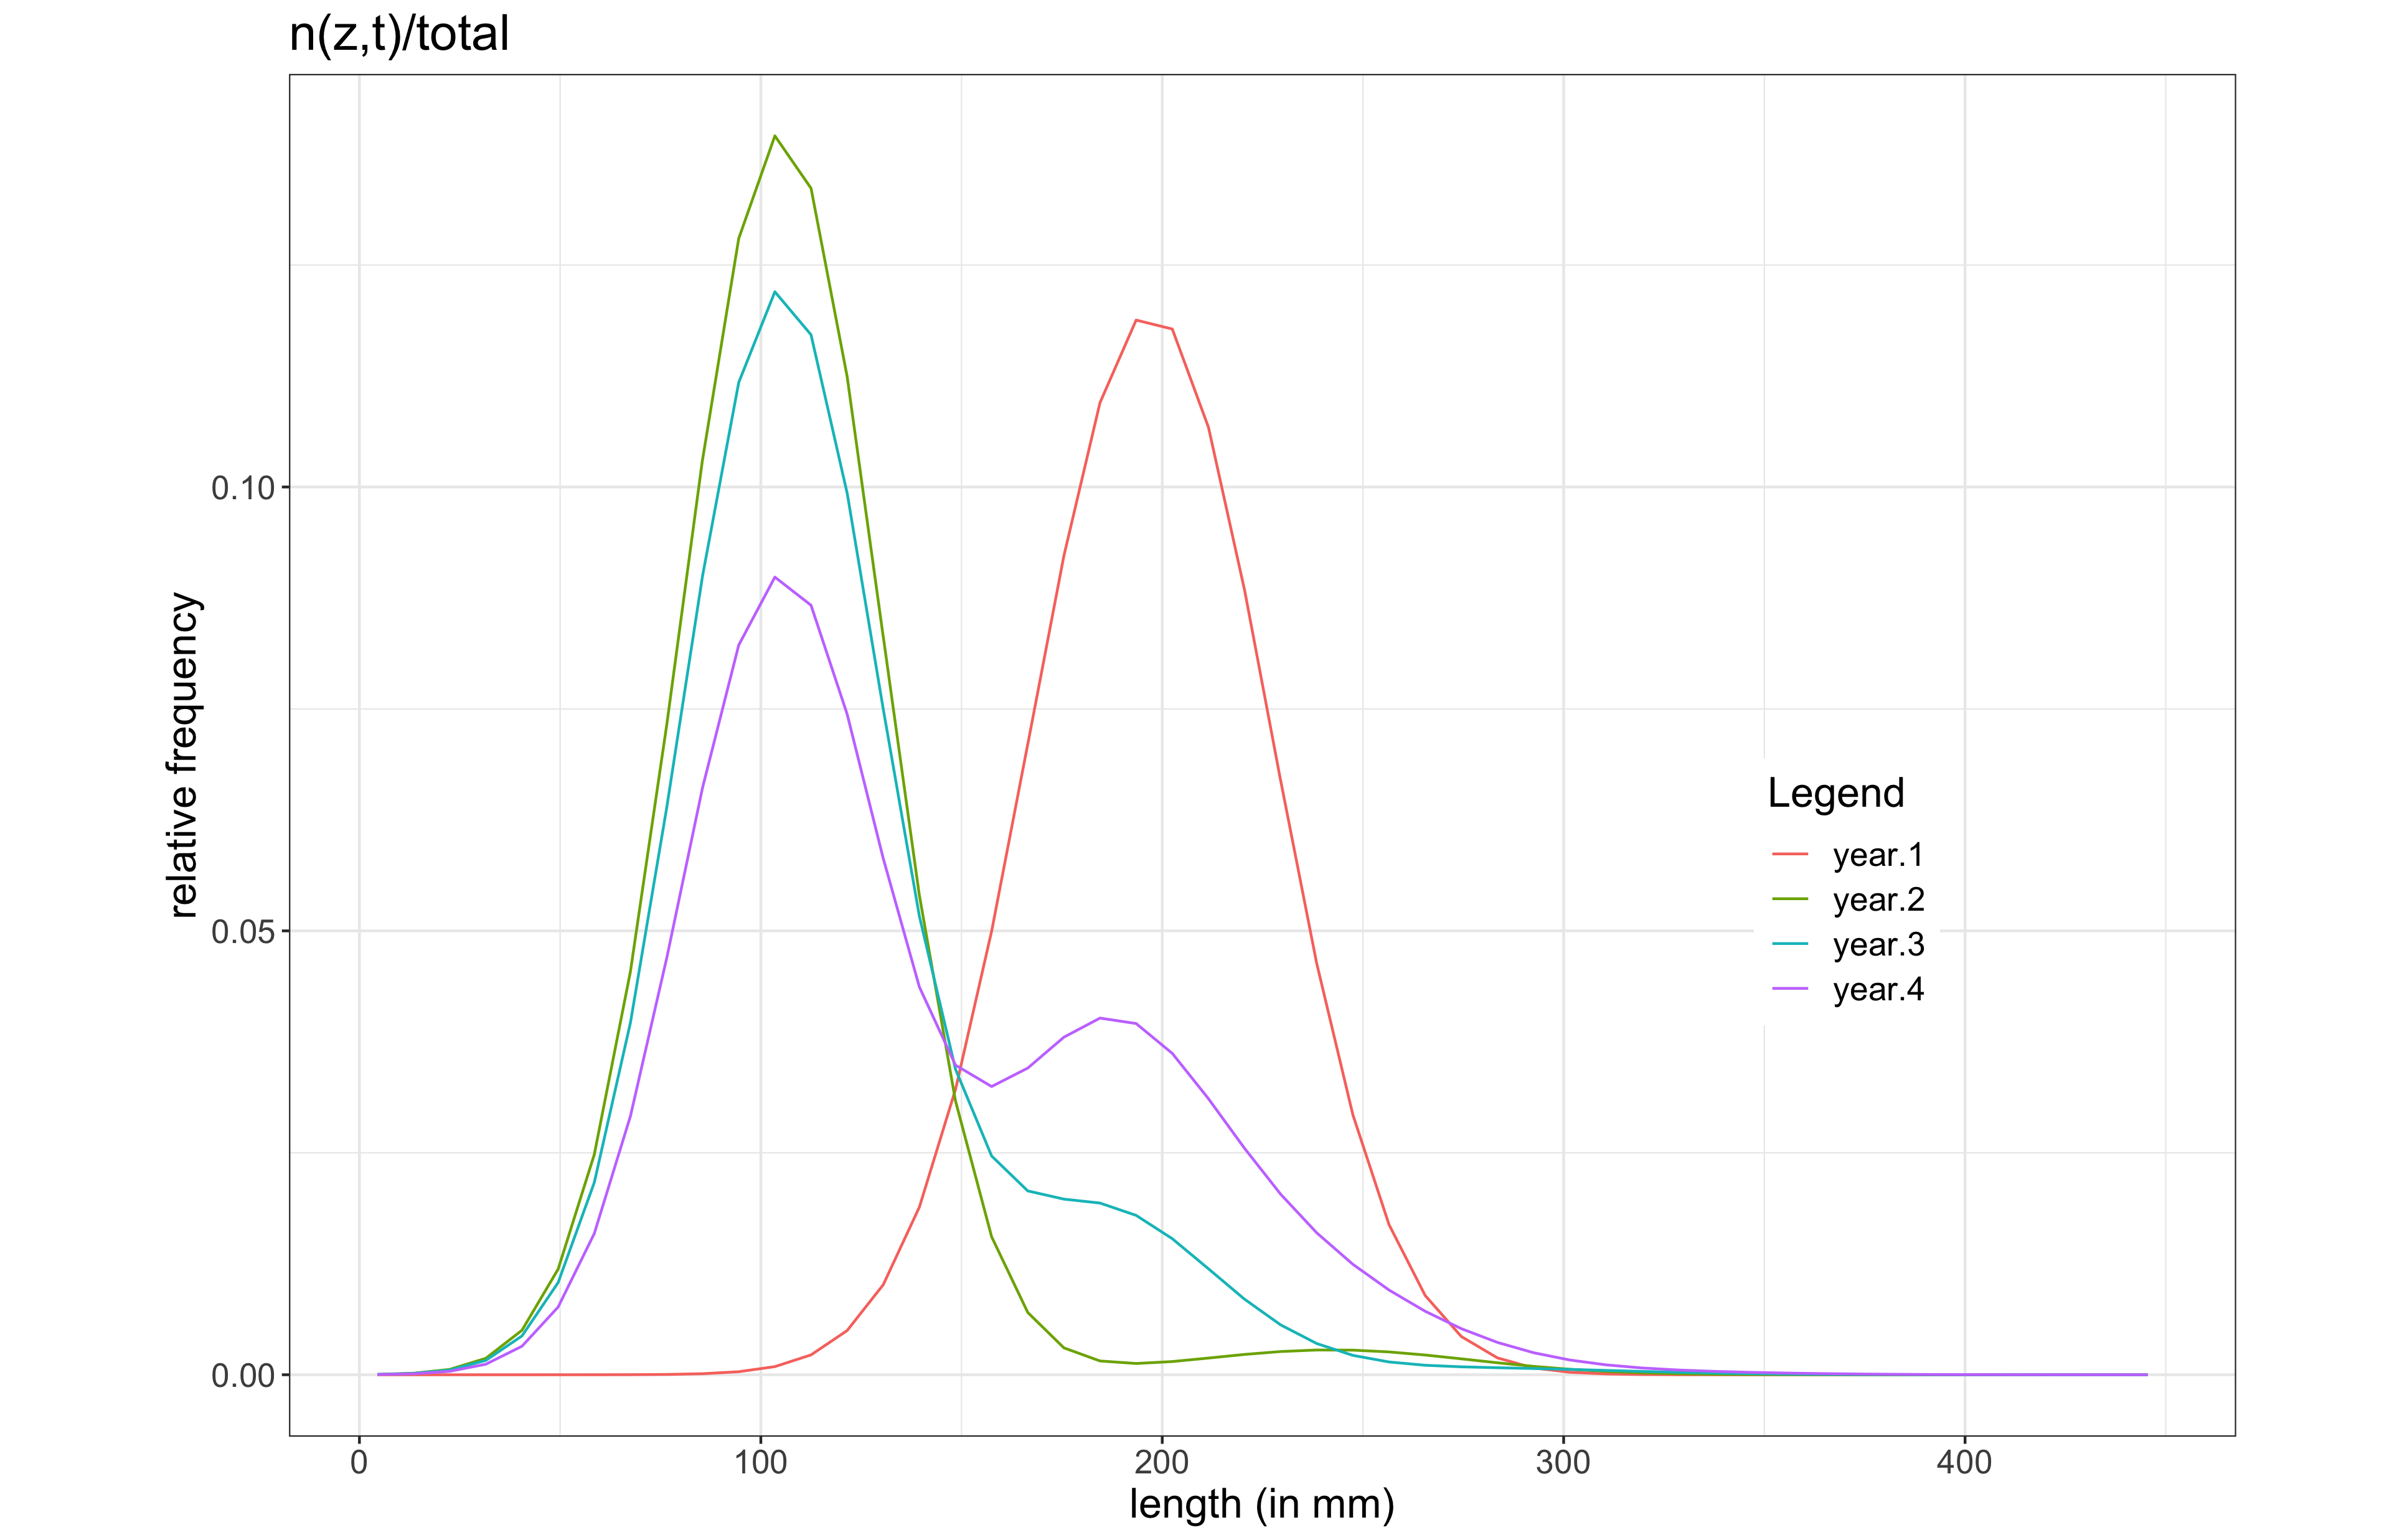 n(z,t)/total
relative frequency
0.10
0.05
0.00
0
100
200
300
400
length (in mm)
Legend
year.1
year.2
year.3
year.4